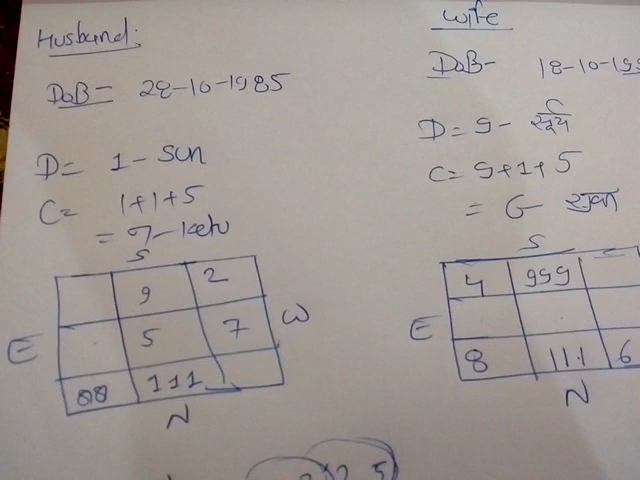 Husband:
DOB- 28-10-1985
D= 1 - Sun
C= 1+1+5
= 7-ketu
S
9 2
E 5 7 W
88 111
N
Wife
DOB- 18-10-199
D= 9 - सूर्य
C= 9+1+5
= 6- शुक्र
S
4 999
E
8 111 6
N